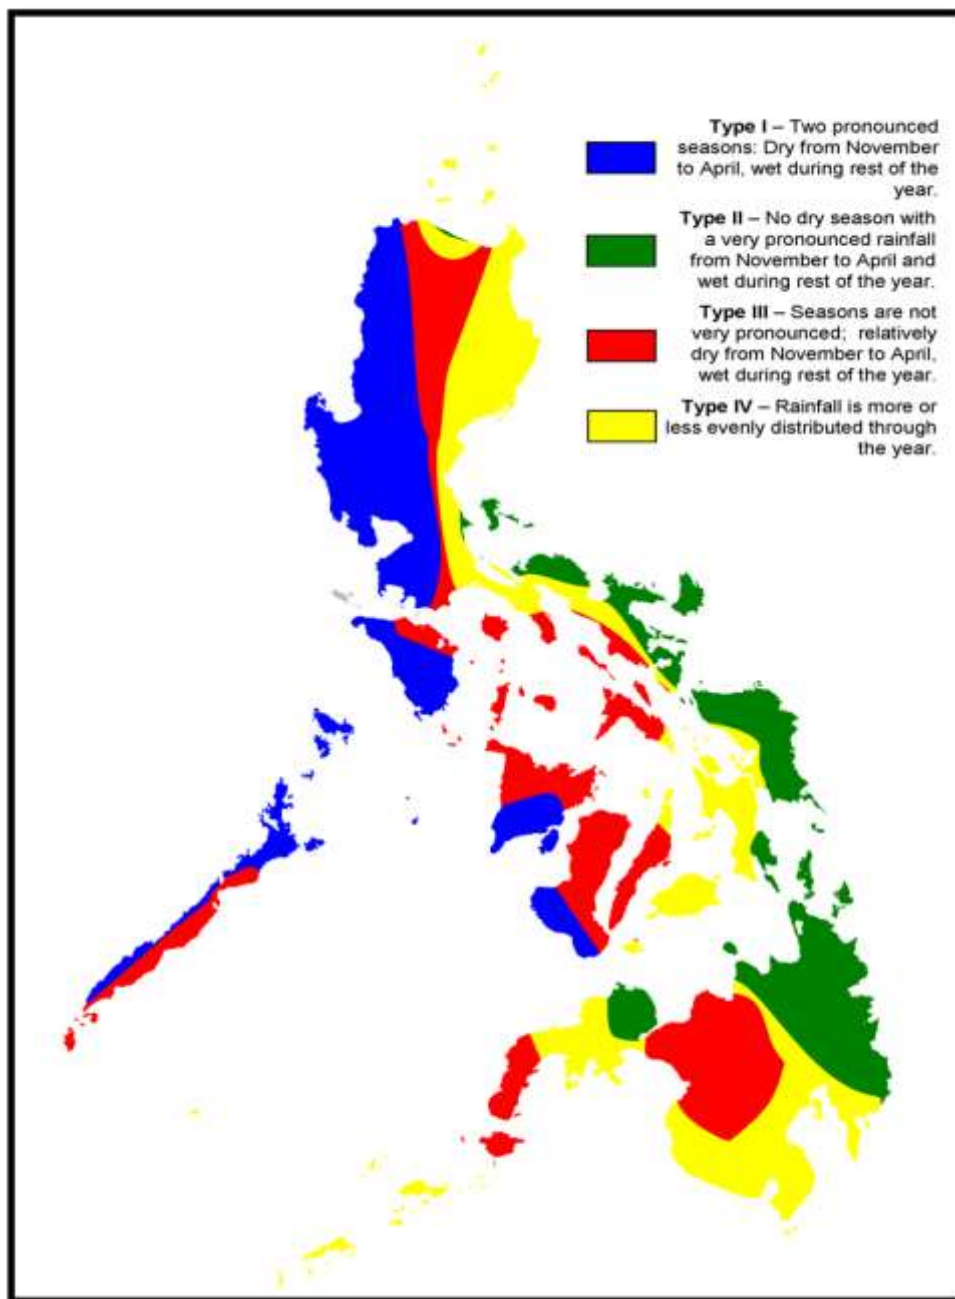 Type I – Two pronounced
seasons: Dry from November
to April, wet during rest of the
year.
Type II – No dry season with
a very pronounced rainfall
from November to April and
wet during rest of the year.
Type III – Seasons are not
very pronounced; relatively
dry from November to April,
wet during rest of the year.
Type IV – Rainfall is more or
less evenly distributed through
the year.